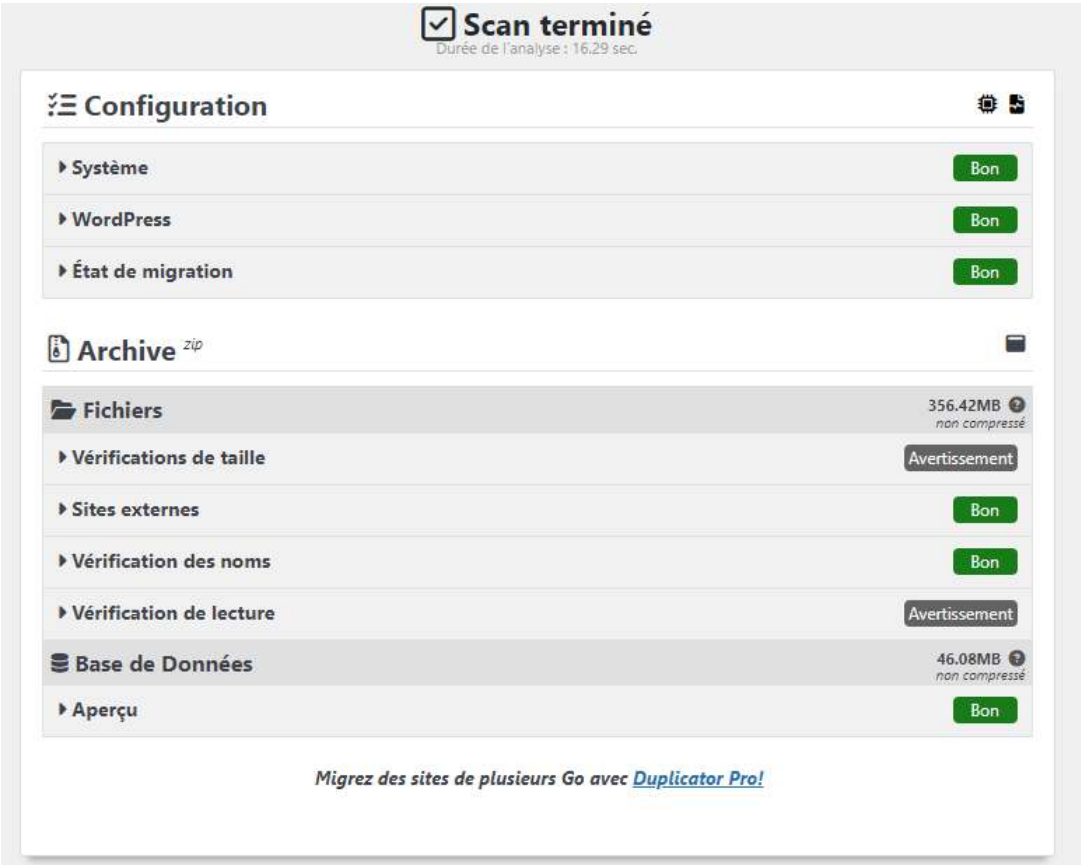 Scan terminé
Durée de l'analyse : 16.29 sec.
Configuration
Système Bon
WordPress Bon
État de migration Bon
Archive zip
Fichiers 356.42MB
non compressé
Vérifications de taille Avertissement
Sites externes Bon
Vérification des noms Bon
Vérification de lecture Avertissement
Base de Données 46.08MB
non compressé
Aperçu Bon
Migrez des sites de plusieurs Go avec Duplicator Pro!